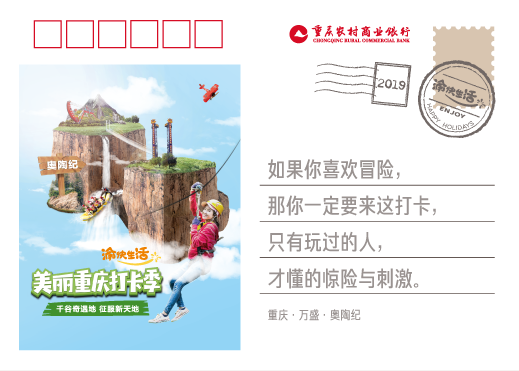 重庆农村商业银行
CHONGQING RURAL COMMERCIAL BANK
2019
渝快生活
ENJOY
HAPPY HOLIDAYS
奥陶纪
渝快生活
美丽重庆打卡季
千谷奇遇地 征服新天地
如果你喜欢冒险，
那你一定要来这打卡，
只有玩过的人，
才懂的惊险与刺激。
重庆·万盛·奥陶纪